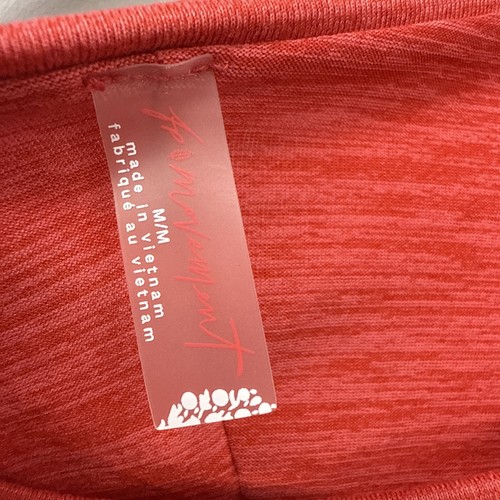 fp movement
M/M
made in vietnam
fabriqué au vietnam